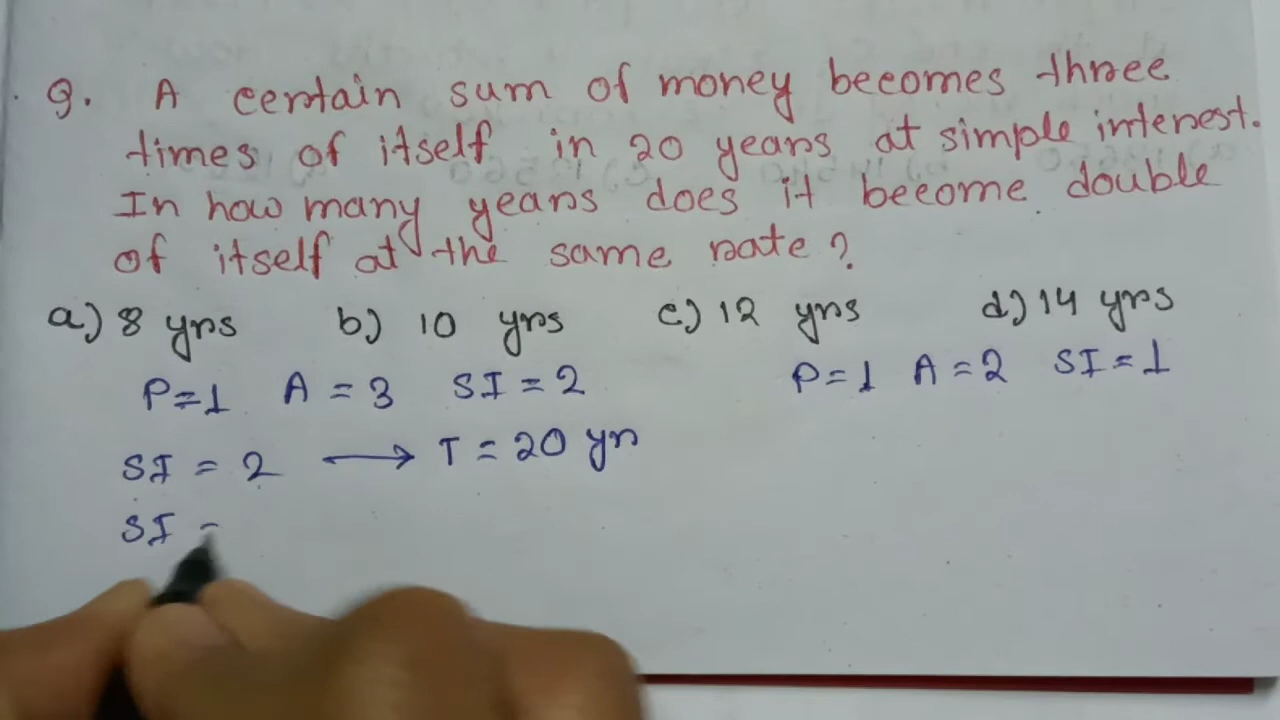 Q. A certain sum of money becomes three
times of itself in 20 years at simple interest.
In how many years does it become double
of itself at the same rate?
a) 8 yrs b) 10 yrs c) 12 yrs d) 14 yrs
P=1 A = 3 SI = 2 P=1 A = 2 SI = 1
SI = 2 → T = 20 yr
SI =